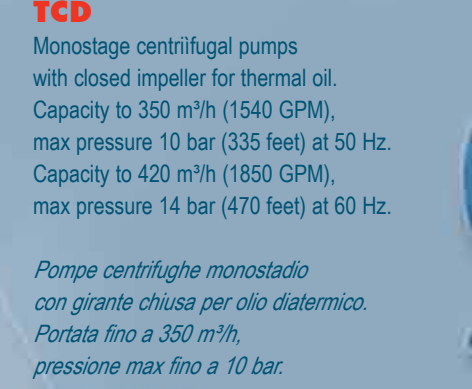 TCD
Monostage centriìfugal pumps
with closed impeller for thermal oil.
Capacity to 350 m³/h (1540 GPM),
max pressure 10 bar (335 feet) at 50 Hz.
Capacity to 420 m³/h (1850 GPM),
max pressure 14 bar (470 feet) at 60 Hz.
Pompe centrifughe monostadio
con girante chiusa per olio diatermico.
Portata fino a 350 m³/h,
pressione max fino a 10 bar.